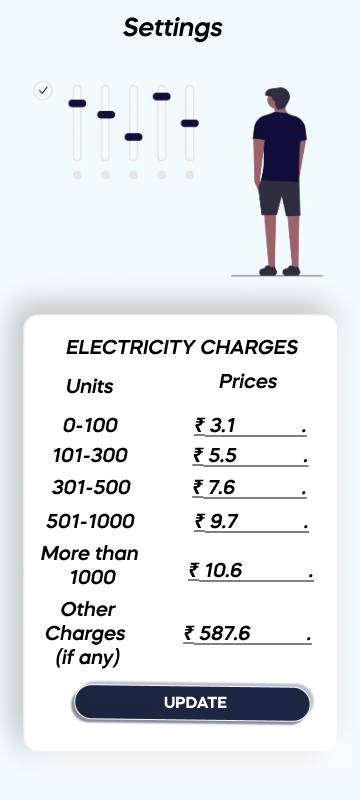 Settings
ELECTRICITY CHARGES
Units Prices
0-100 ₹ 3.1 .
101-300 ₹ 5.5 .
301-500 ₹ 7.6 .
501-1000 ₹ 9.7 .
More than
1000 ₹ 10.6 .
Other
Charges ₹ 587.6 .
(if any)
UPDATE